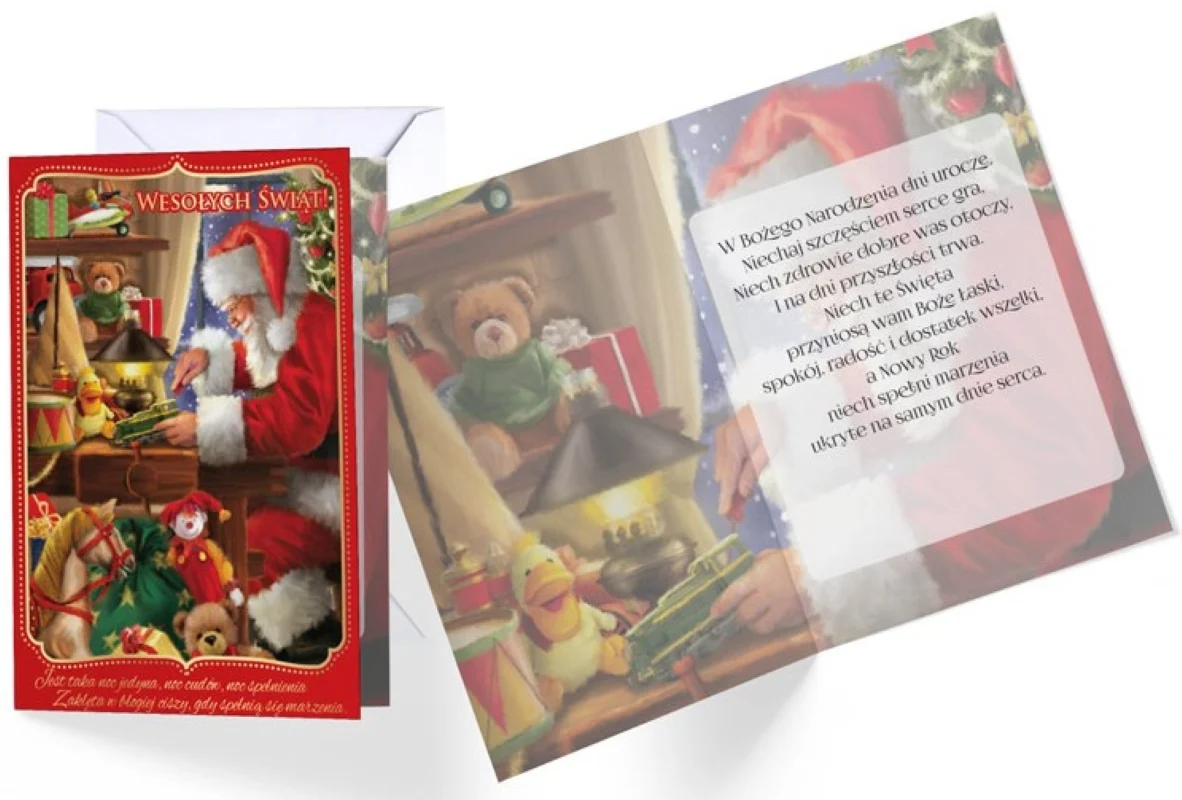 WESOŁYCH ŚWIĄT!
Jest taka noc jedyna, noc cudów, noc spełnienia
Zaklęta w błogiej ciszy, gdy spełnią się marzenia.
W Bożego Narodzenia dni urocze,
Niechaj szczęściem serce gra,
Niech zdrowie dobre was otoczy,
I na dni przyszłości trwa.
Niech te Święta
przyniosą wam Boże Łaski,
spokój, radość i dostatek wszelki,
a Nowy Rok
niech spełni marzenia
ukryte na samym dnie serca.